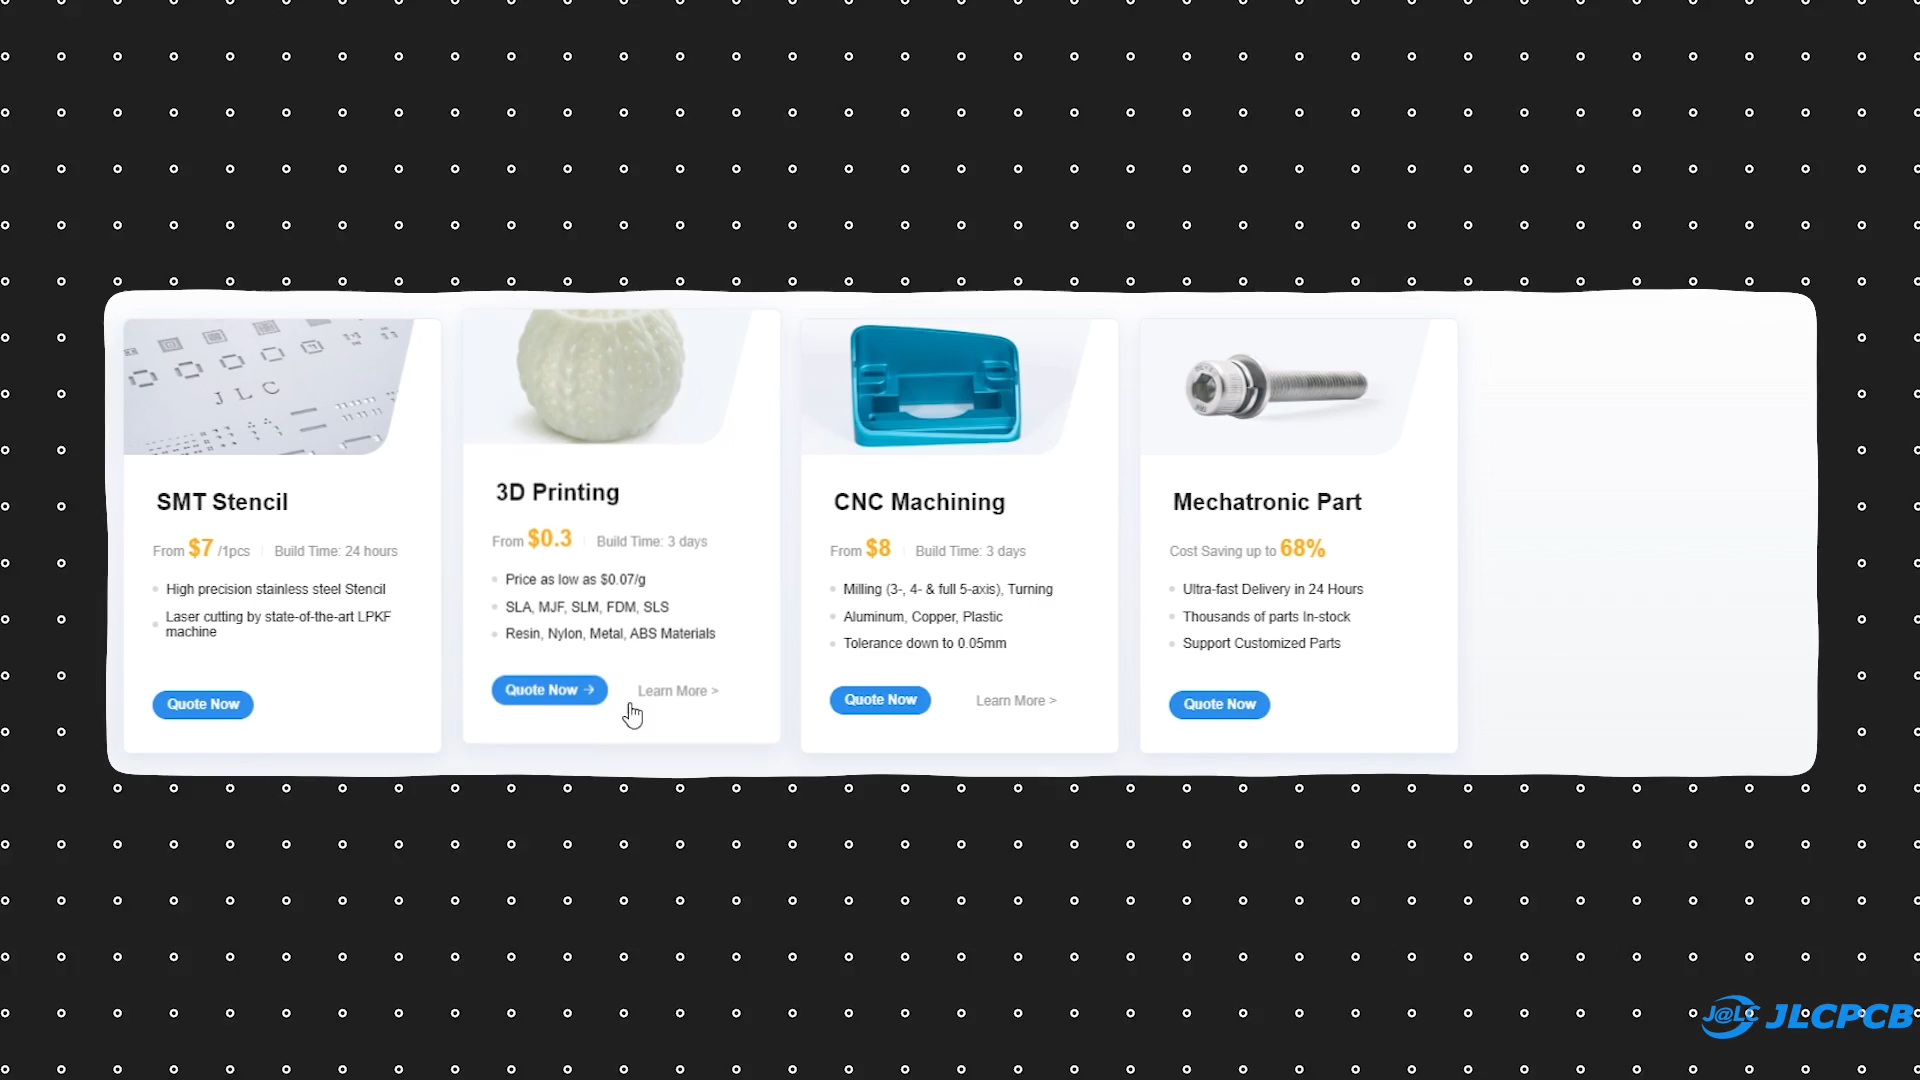 J L C
SMT Stencil
From $7 /1pcs Build Time: 24 hours
High precision stainless steel Stencil
Laser cutting by state-of-the-art LPKF
machine
Quote Now
3D Printing
From $0.3 Build Time: 3 days
Price as low as $0.07/g
SLA, MJF, SLM, FDM, SLS
Resin, Nylon, Metal, ABS Materials
Quote Now → Learn More >
CNC Machining
From $8 Build Time: 3 days
Milling (3-, 4- & full 5-axis), Turning
Aluminum, Copper, Plastic
Tolerance down to 0.05mm
Quote Now Learn More >
Mechatronic Part
Cost Saving up to 68%
Ultra-fast Delivery in 24 Hours
Thousands of parts In-stock
Support Customized Parts
Quote Now
J@LC JLCPCB